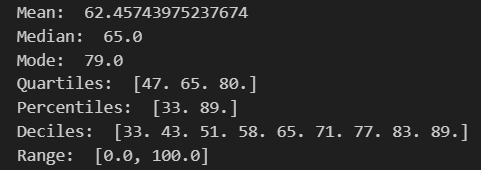 Mean:  62.45743975237674
Median:  65.0
Mode:  79.0
Quartiles:  [47. 65. 80.]
Percentiles:  [33. 89.]
Deciles:  [33. 43. 51. 58. 65. 71. 77. 83. 89.]
Range:  [0.0, 100.0]